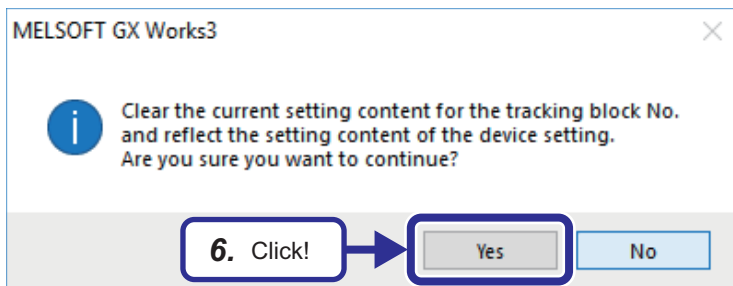 MELSOFT GX Works3
Clear the current setting content for the tracking block No.
and reflect the setting content of the device setting.
Are you sure you want to continue?
6. Click!
Yes
No